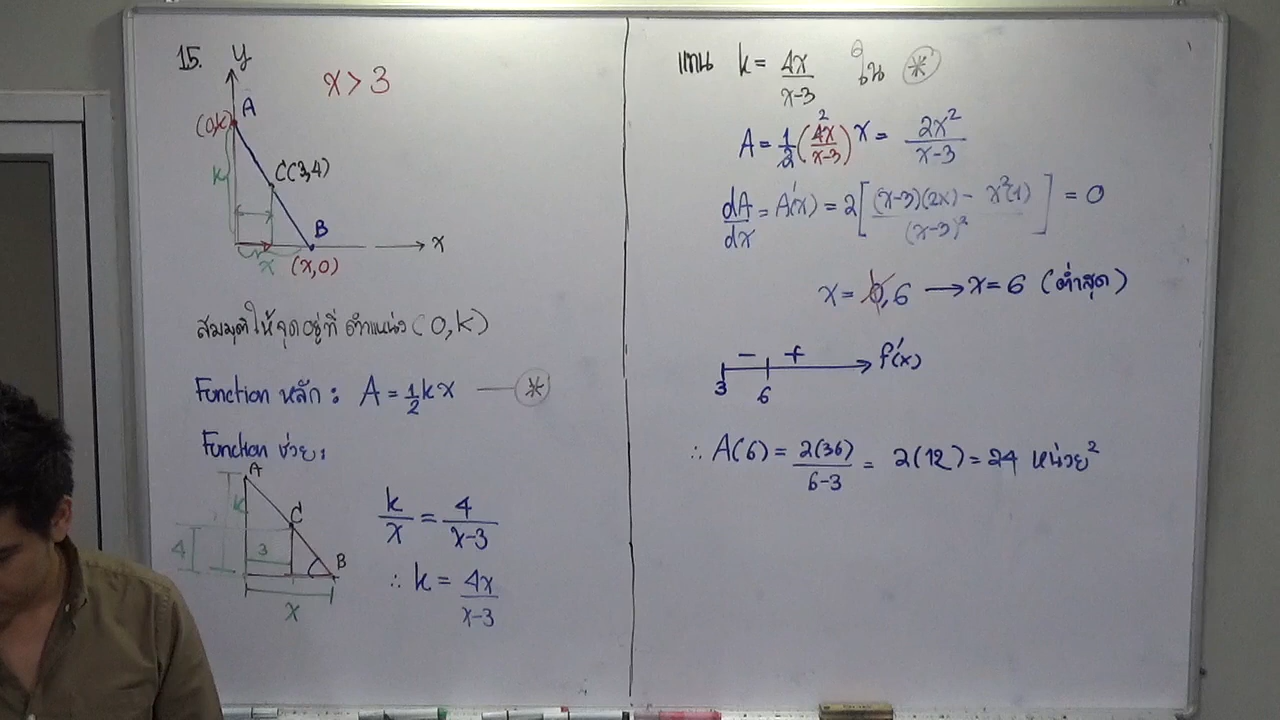 15.
y
x > 3
A
(0,k)
k
C(3,4)
B
x
x
(x,0)
สมมุติให้จุดอยู่ที่ ตำแหน่ง (0,k)
Function หลัก : A = 1/2 kx —— *
Function ช่วย :
A
k
C
4
3
B
x
k/x = 4/(x-3)
∴ k = 4x/(x-3)
แทน k = 4x/(x-3) ใน *
A = 1/2 (4x/(x-3)) x = 2x²/(x-3)
2
dA/dx = A'(x) = 2[((x-3)(2x) - x²(1))/(x-3)²] = 0
x = 0, 6 → x = 6 (ต่ำสุด)
− + f'(x)
3 6
∴ A(6) = 2(36)/(6-3) = 2(12) = 24 หน่วย²